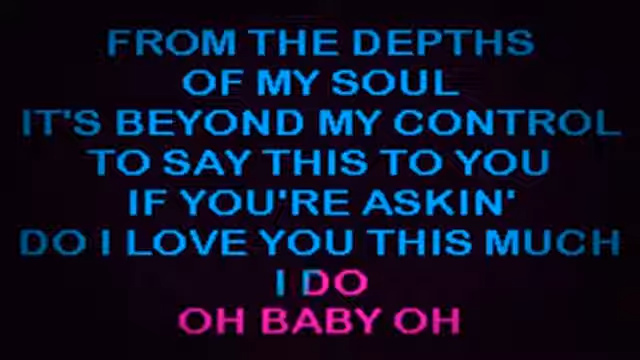 FROM THE DEPTHS
OF MY SOUL
IT'S BEYOND MY CONTROL
TO SAY THIS TO YOU
IF YOU'RE ASKIN'
DO I LOVE YOU THIS MUCH
I DO
OH BABY OH